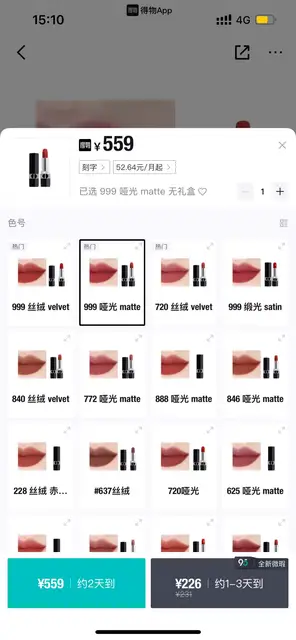 15:10
得物App
4G
得物 ¥559
刻字 > 52.64元/月起 >
已选 999 哑光 matte 无礼盒
1
色号
热门
热门
热门
999 丝绒 velvet
999 哑光 matte
720 丝绒 velvet
999 缎光 satin
840 丝绒 velvet
772 哑光 matte
888 哑光 matte
846 哑光 matte
228 丝绒 赤...
#637丝绒
720哑光
625 哑光 matte
95 全新微瑕
¥559 约2天到
¥226 约1-3天到
¥231